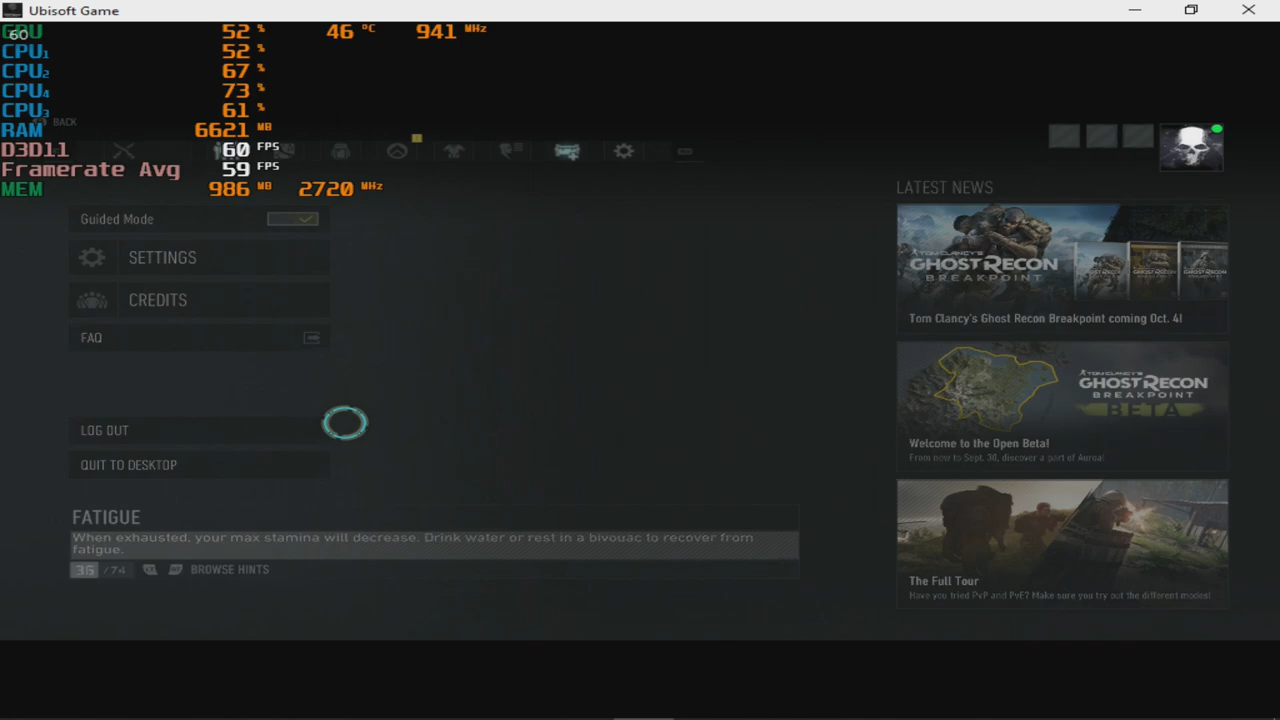 Ubisoft Game
60
GPU 52 % 46 °C 941 MHz
CPU1 52 %
CPU2 67 %
CPU4 73 %
CPU3 61 %
BACK
RAM 6621 MB
D3D11 60 FPS
Framerate Avg 59 FPS
MEM 986 MB 2720 MHz
Guided Mode
SETTINGS
CREDITS
FAQ
LOG OUT
QUIT TO DESKTOP
FATIGUE
When exhausted, your max stamina will decrease. Drink water or rest in a bivouac to recover from
fatigue.
36 /74 BROWSE HINTS
LATEST NEWS
TOM CLANCY'S
GHOST RECON
BREAKPOINT
Tom Clancy's Ghost Recon Breakpoint coming Oct. 4!
TOM CLANCY'S
GHOST RECON
BREAKPOINT
BETA
Welcome to the Open Beta!
From now to Sept. 30, discover a part of Auroa!
The Full Tour
Have you tried PvP and PvE? Make sure you try out the different modes!